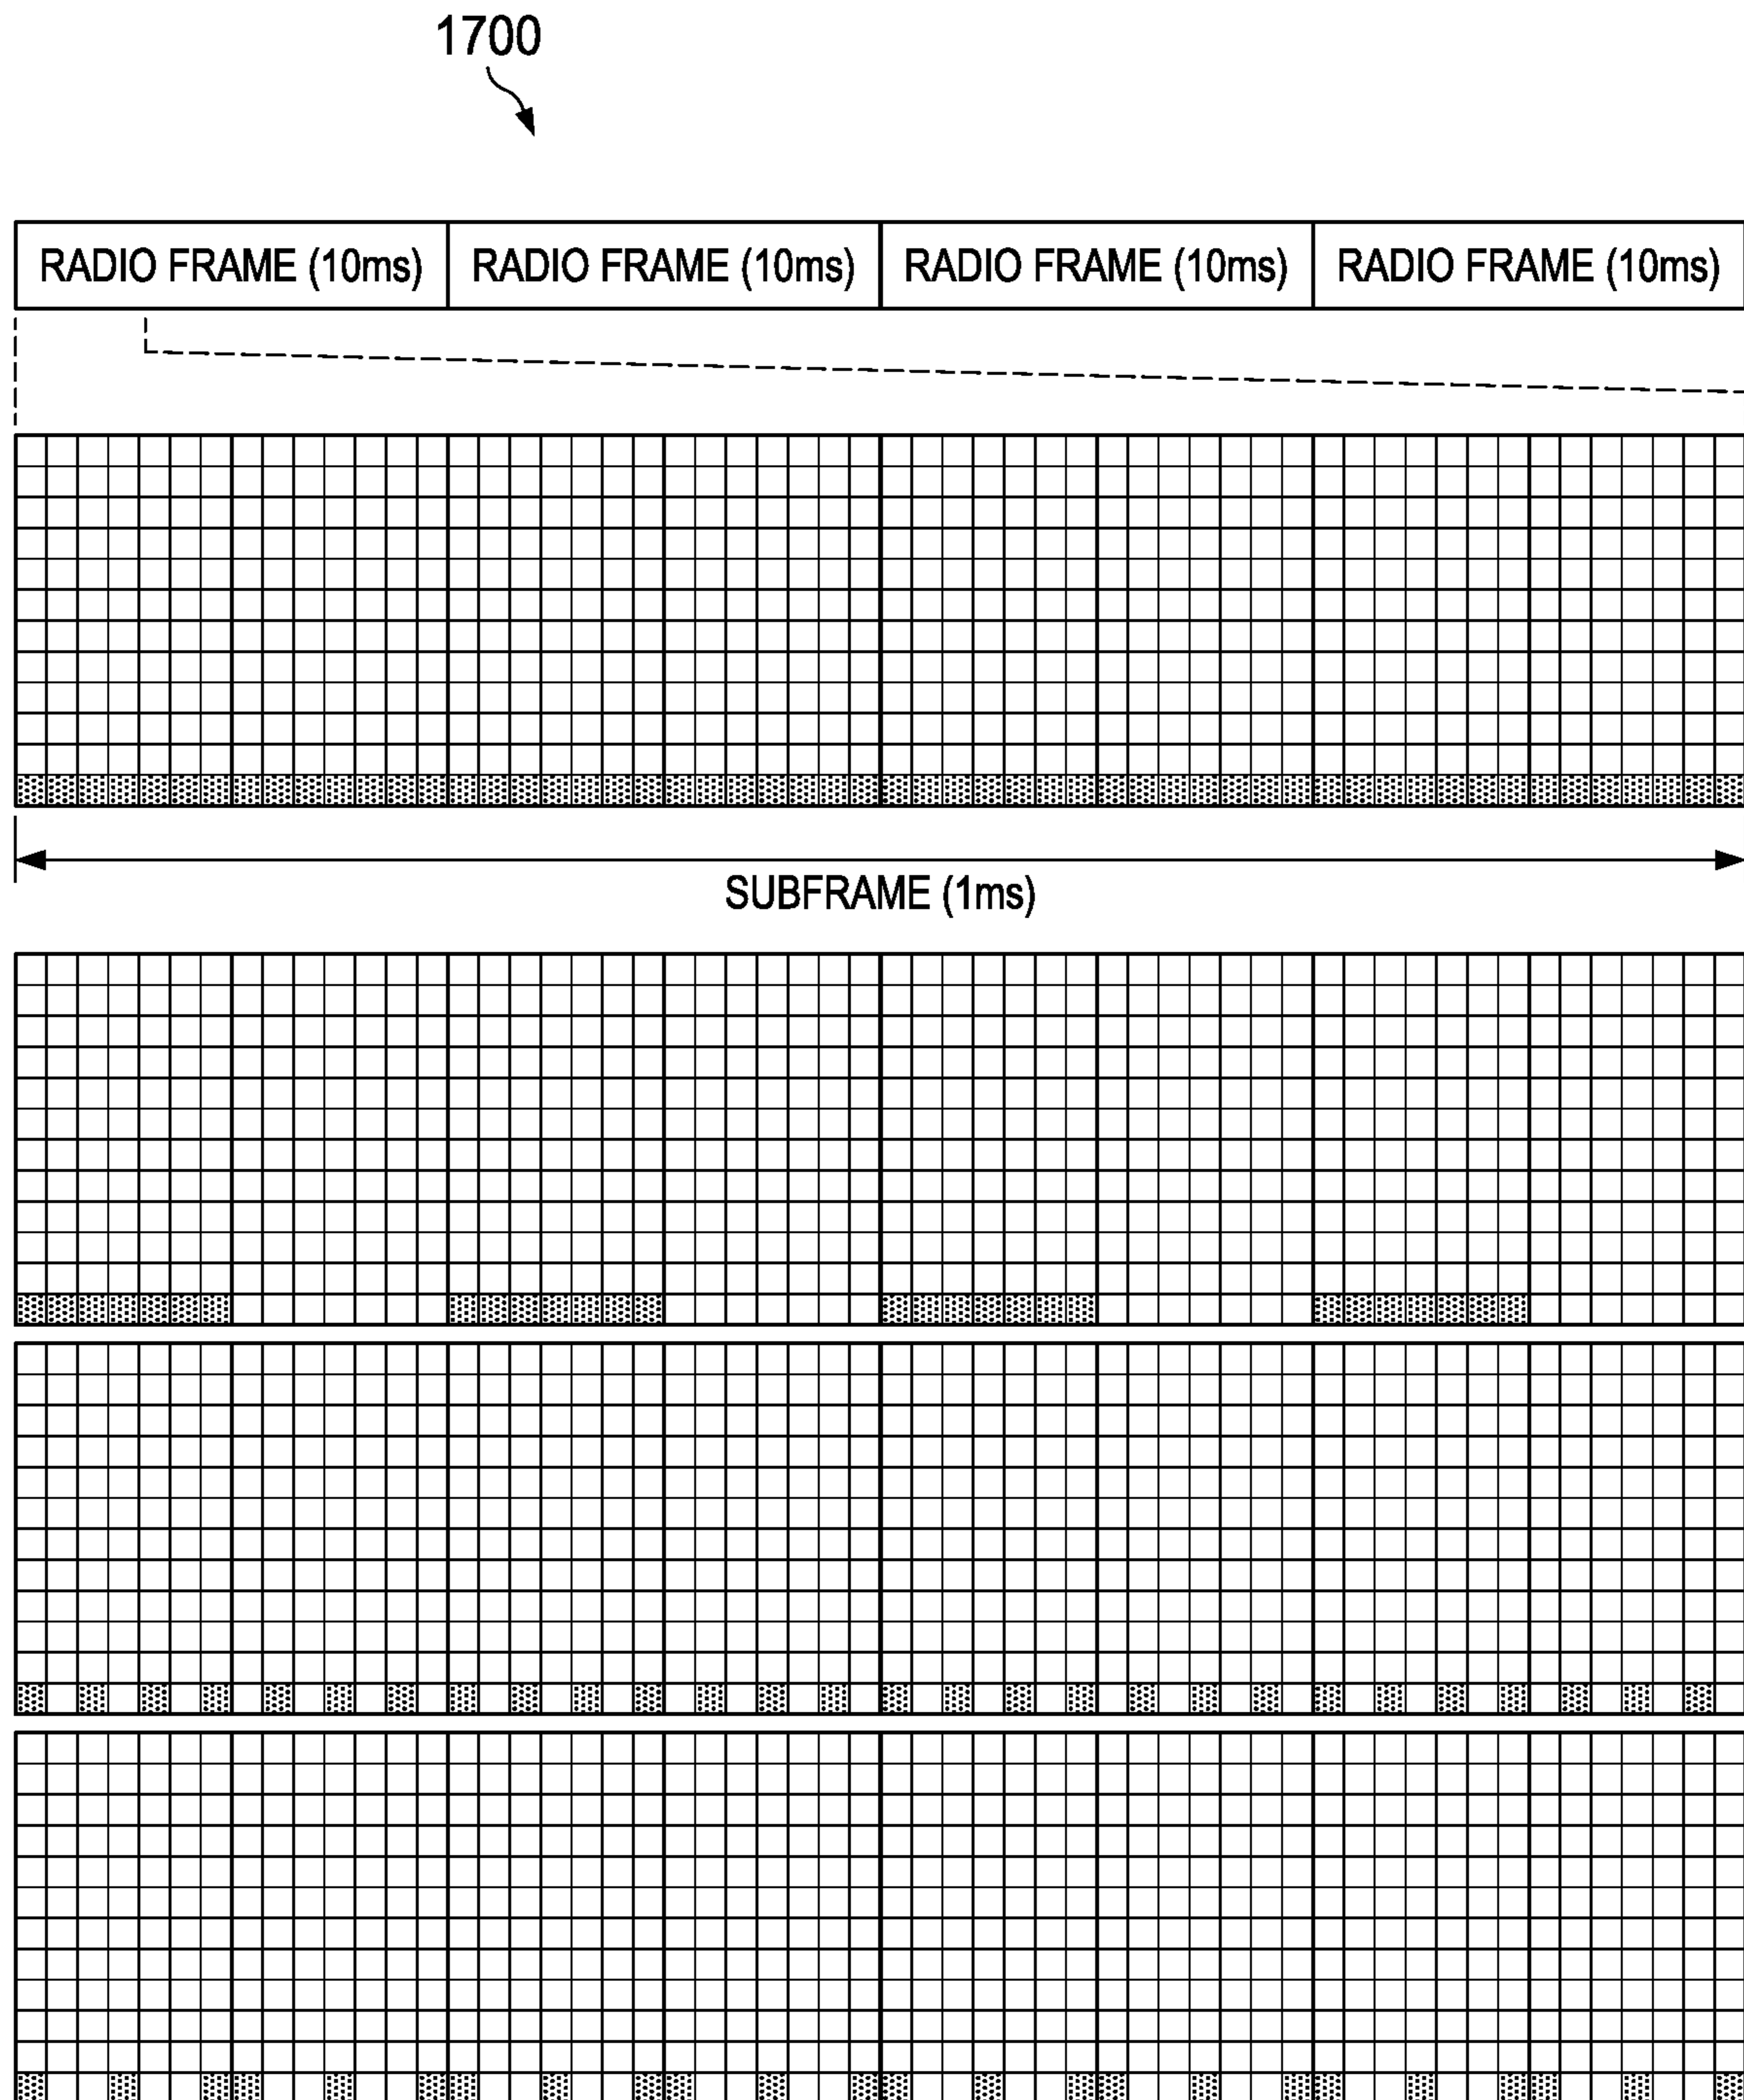 1700
RADIO FRAME (10ms) RADIO FRAME (10ms) RADIO FRAME (10ms) RADIO FRAME (10ms)
SUBFRAME (1ms)